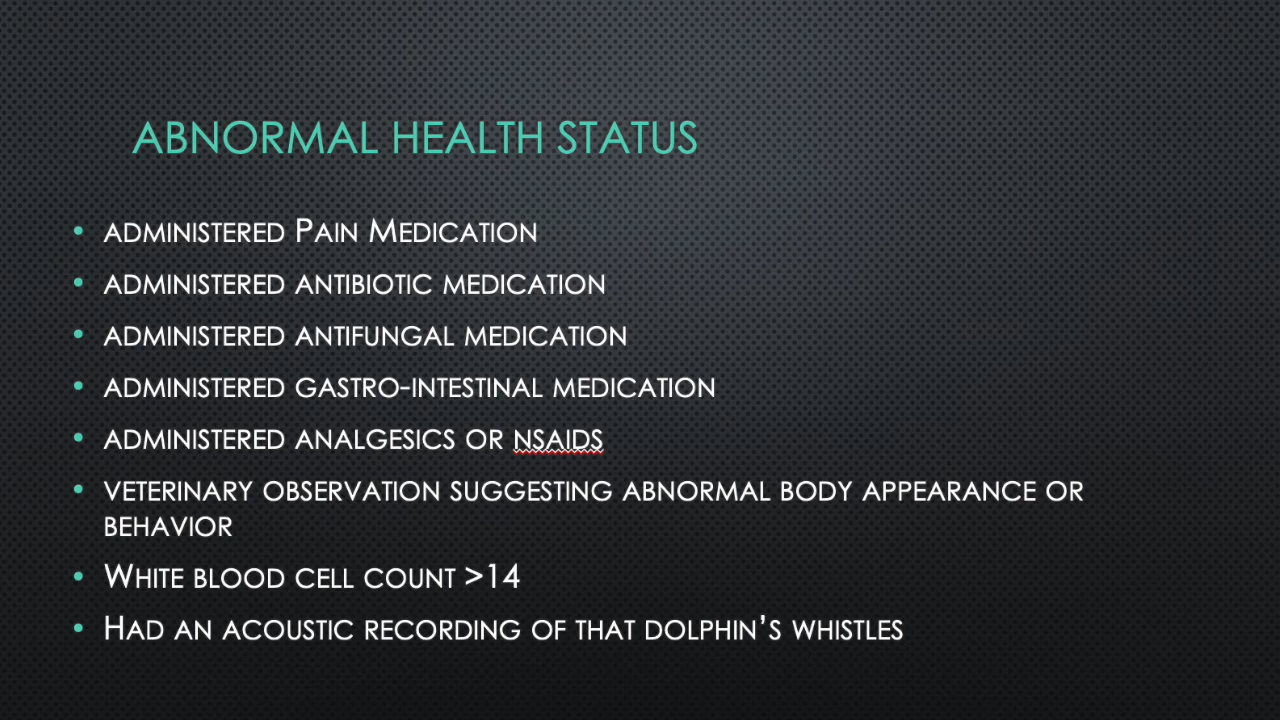 ABNORMAL HEALTH STATUS
• ADMINISTERED PAIN MEDICATION
• ADMINISTERED ANTIBIOTIC MEDICATION
• ADMINISTERED ANTIFUNGAL MEDICATION
• ADMINISTERED GASTRO-INTESTINAL MEDICATION
• ADMINISTERED ANALGESICS OR NSAIDS
• VETERINARY OBSERVATION SUGGESTING ABNORMAL BODY APPEARANCE OR
BEHAVIOR
• WHITE BLOOD CELL COUNT >14
• HAD AN ACOUSTIC RECORDING OF THAT DOLPHIN’S WHISTLES